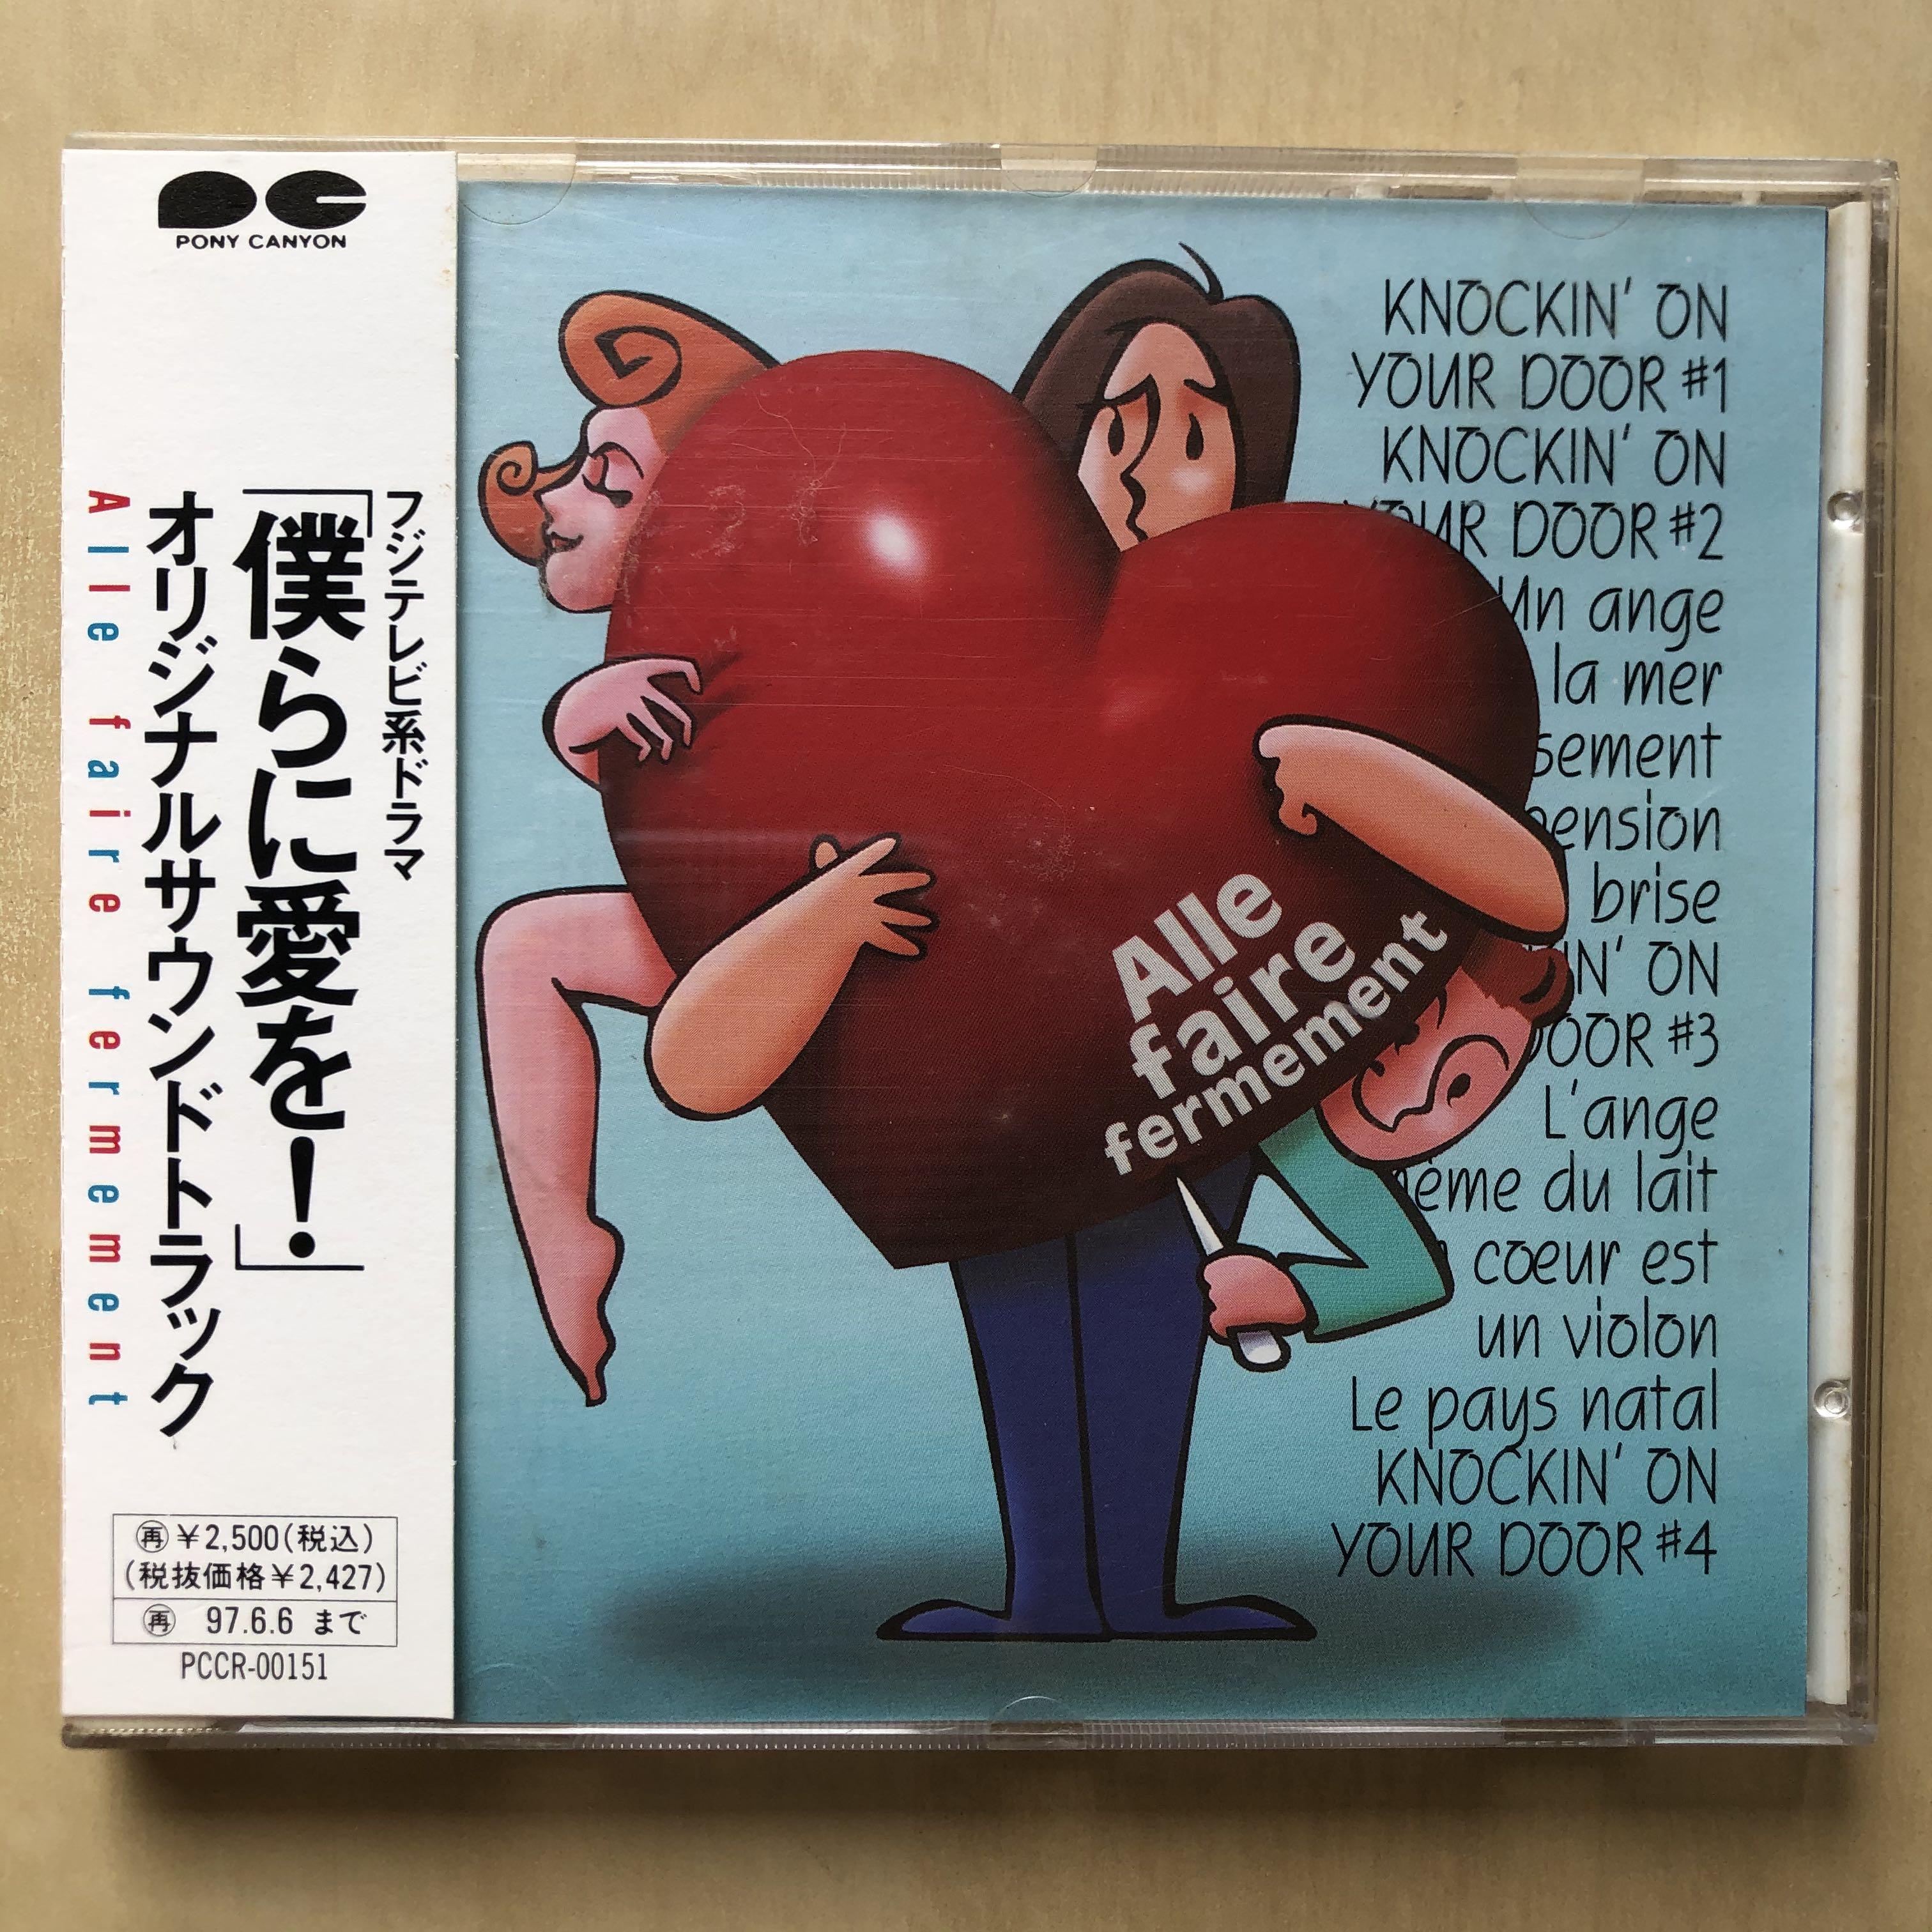 PONY CANYON
フジテレビ系ドラマ
「僕らに愛を！」
オリジナルサウンドトラック
Alle faire fermement
再 ¥2,500(税込)
(税抜価格¥2,427)
再 97.6.6 まで
PCCR-00151
KNOCKIN' ON
YOUR DOOR #1
KNOCKIN' ON
YOUR DOOR #2
Un ange
la mer
sement
pension
brise
IN' ON
DOOR #3
L'ange
ème du lait
cœur est
un violon
Le pays natal
KNOCKIN' ON
YOUR DOOR #4
Alle
faire
fermement